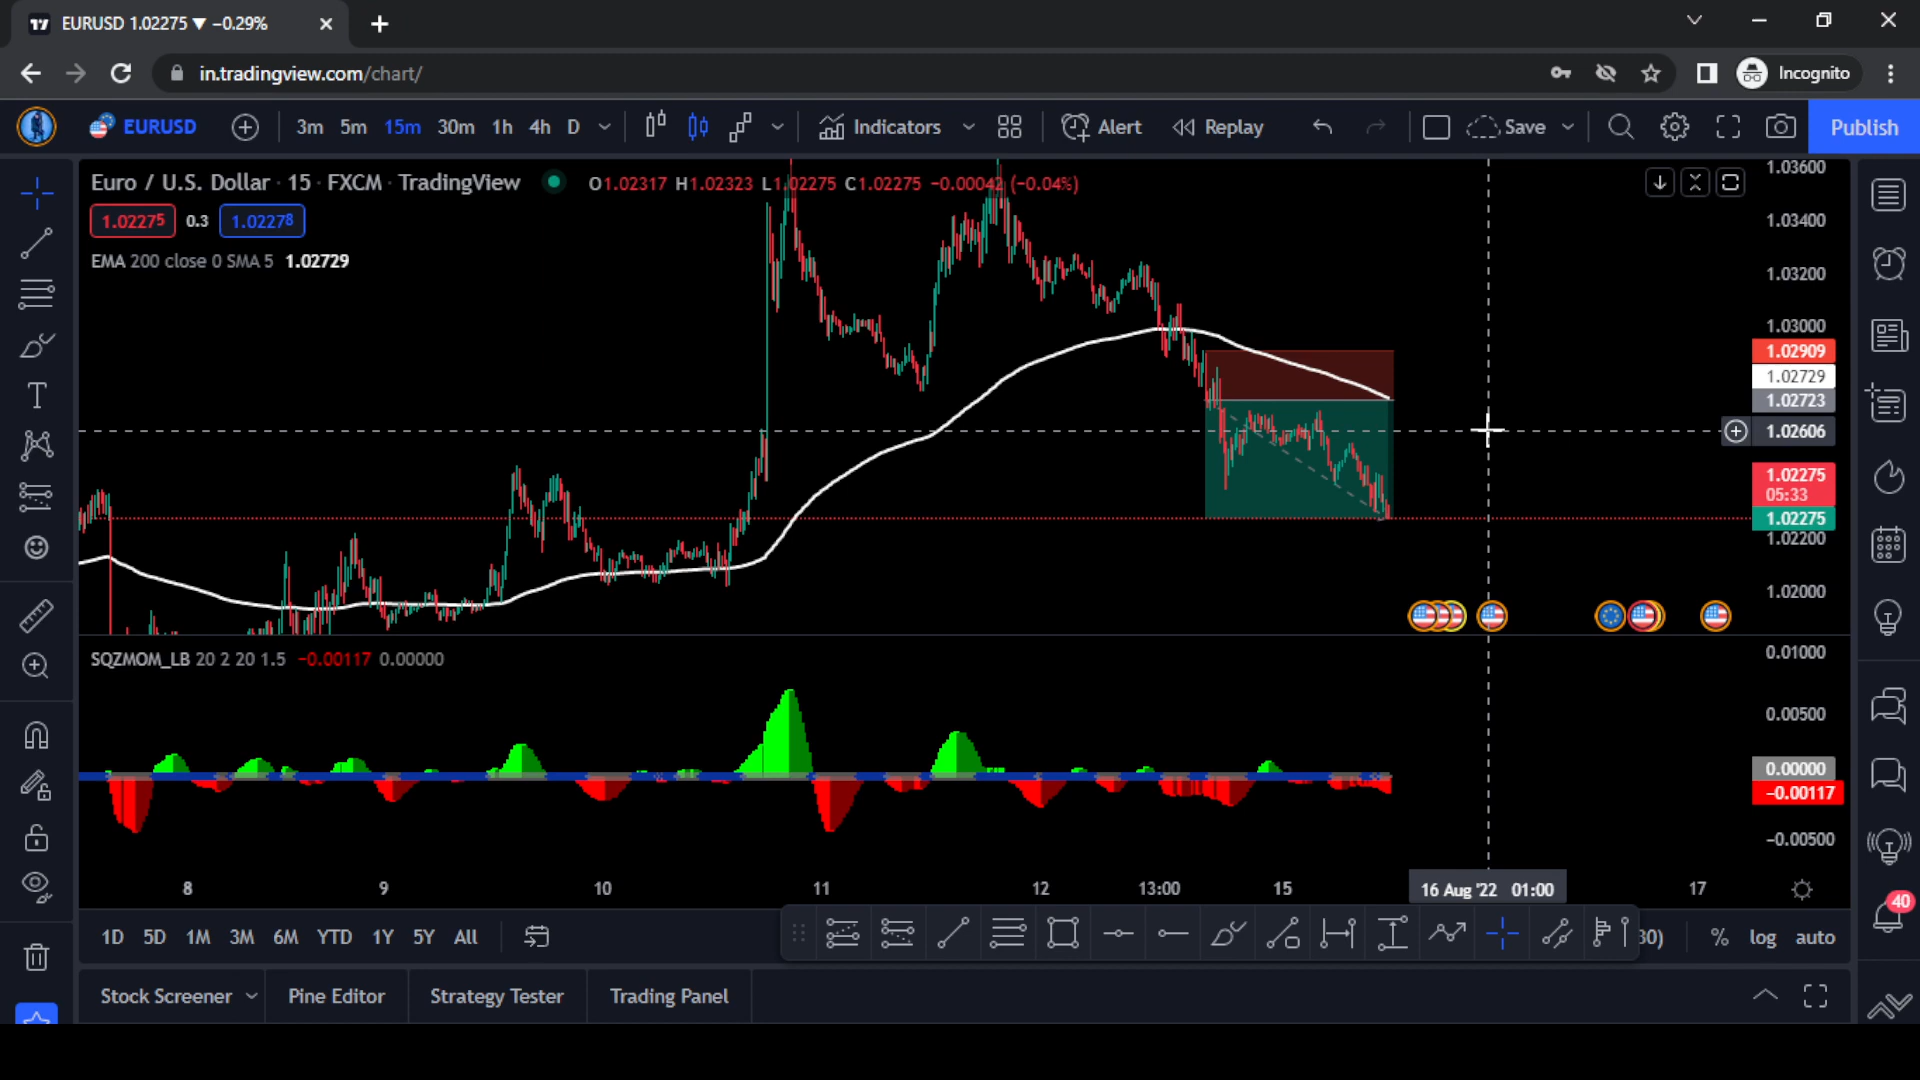 EURUSD 1.02275 ▼ −0.29%
in.tradingview.com/chart/
Incognito
EURUSD
3m 5m 15m 30m 1h 4h D
Indicators
Alert
Replay
Save
Publish
Euro / U.S. Dollar · 15 · FXCM · TradingView
O1.02317 H1.02323 L1.02275 C1.02275 −0.00042 (−0.04%)
1.02275 0.3 1.02278
EMA 200 close 0 SMA 5 1.02729
1.03600
1.03400
1.03200
1.03000
1.02909
1.02729
1.02723
1.02606
1.02275
05:33
1.02275
1.02200
1.02000
SQZMOM_LB 20 2 20 1.5 −0.00117 0.00000
0.01000
0.00500
0.00000
−0.00117
−0.00500
8 9 10 11 12 13:00 15 16 Aug '22 01:00 17
40
1D 5D 1M 3M 6M YTD 1Y 5Y All
30) % log auto
Stock Screener
Pine Editor
Strategy Tester
Trading Panel